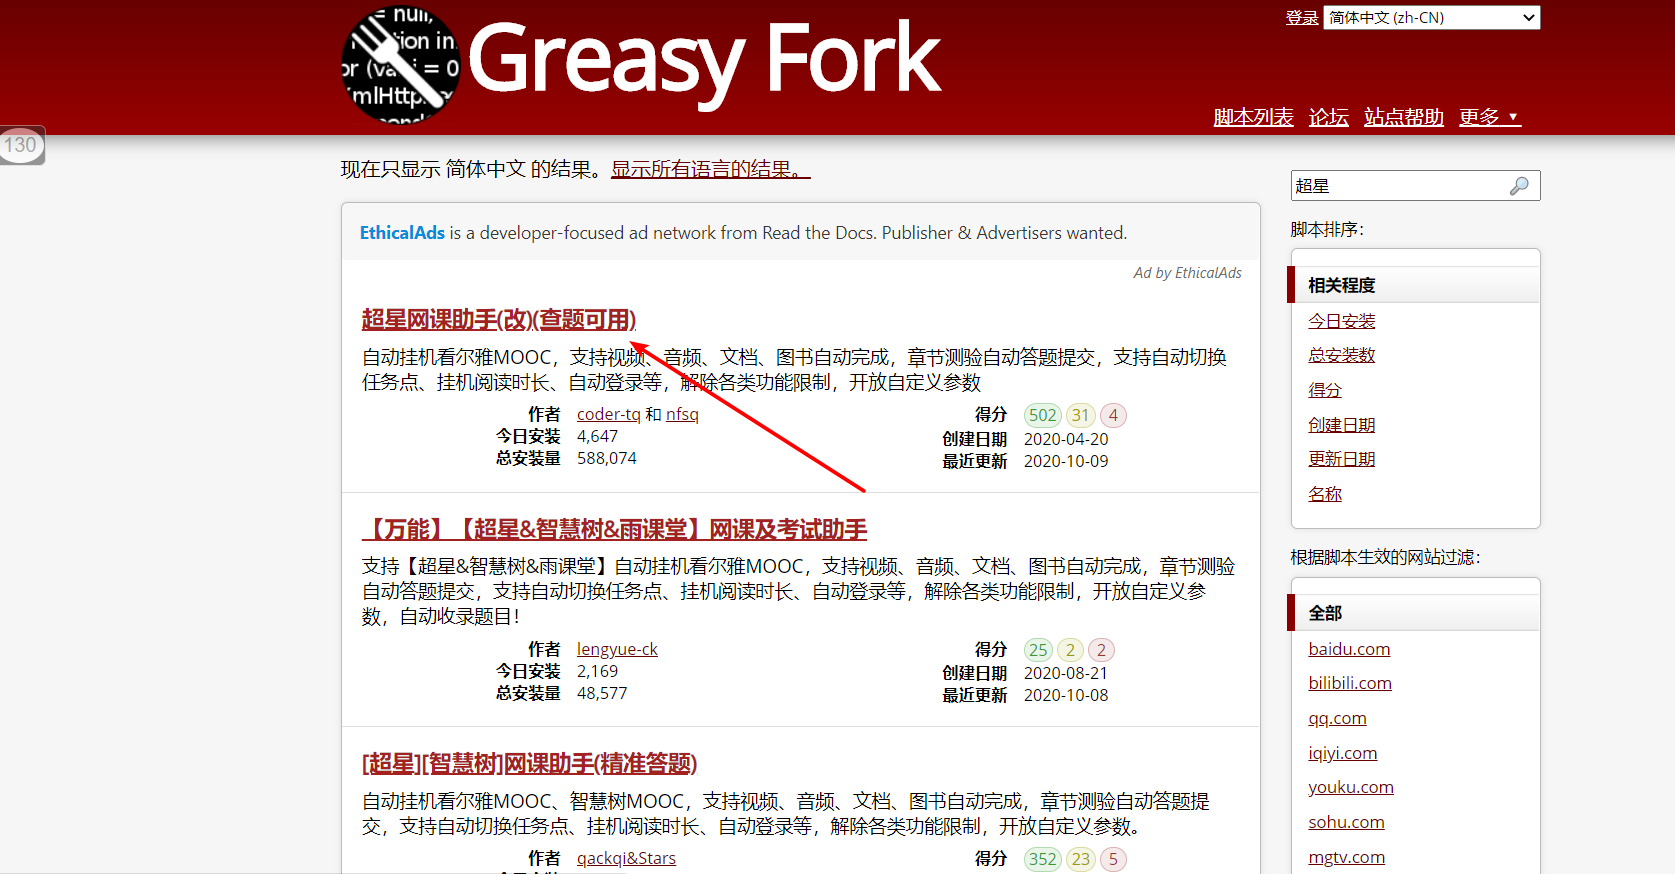 null,
登录 简体中文 (zh-CN)
Greasy Fork
脚本列表 论坛 站点帮助 更多 ▼
130
现在只显示 简体中文 的结果。显示所有语言的结果。
EthicalAds is a developer-focused ad network from Read the Docs. Publisher & Advertisers wanted.
Ad by EthicalAds
超星网课助手(改)(查题可用)
自动挂机看尔雅MOOC，支持视频、音频、文档、图书自动完成，章节测验自动答题提交，支持自动切换
任务点、挂机阅读时长、自动登录等，解除各类功能限制，开放自定义参数
作者 coder-tq 和 nfsq
今日安装 4,647
总安装量 588,074
得分 502 31 4
创建日期 2020-04-20
最近更新 2020-10-09
【万能】【超星&智慧树&雨课堂】网课及考试助手
支持【超星&智慧树&雨课堂】自动挂机看尔雅MOOC，支持视频、音频、文档、图书自动完成，章节测验
自动答题提交，支持自动切换任务点、挂机阅读时长、自动登录等，解除各类功能限制，开放自定义参
数，自动收录题目！
作者 lengyue-ck
今日安装 2,169
总安装量 48,577
得分 25 2 2
创建日期 2020-08-21
最近更新 2020-10-08
[超星][智慧树]网课助手(精准答题)
自动挂机看尔雅MOOC、智慧树MOOC，支持视频、音频、文档、图书自动完成，章节测验自动答题提
交，支持自动切换任务点、挂机阅读时长、自动登录等，解除各类功能限制，开放自定义参数。
作者 qackqi&Stars
得分 352 23 5
超星
脚本排序：
相关程度
今日安装
总安装数
得分
创建日期
更新日期
名称
根据脚本生效的网站过滤：
全部
baidu.com
bilibili.com
qq.com
iqiyi.com
youku.com
sohu.com
mgtv.com